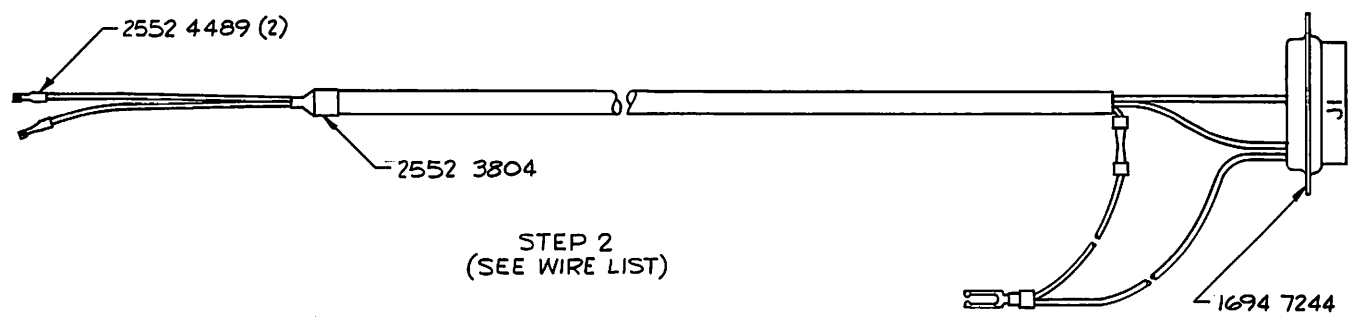 2552 4489 (2)
J1
2552 3804
STEP 2
(SEE WIRE LIST)
1694 7244